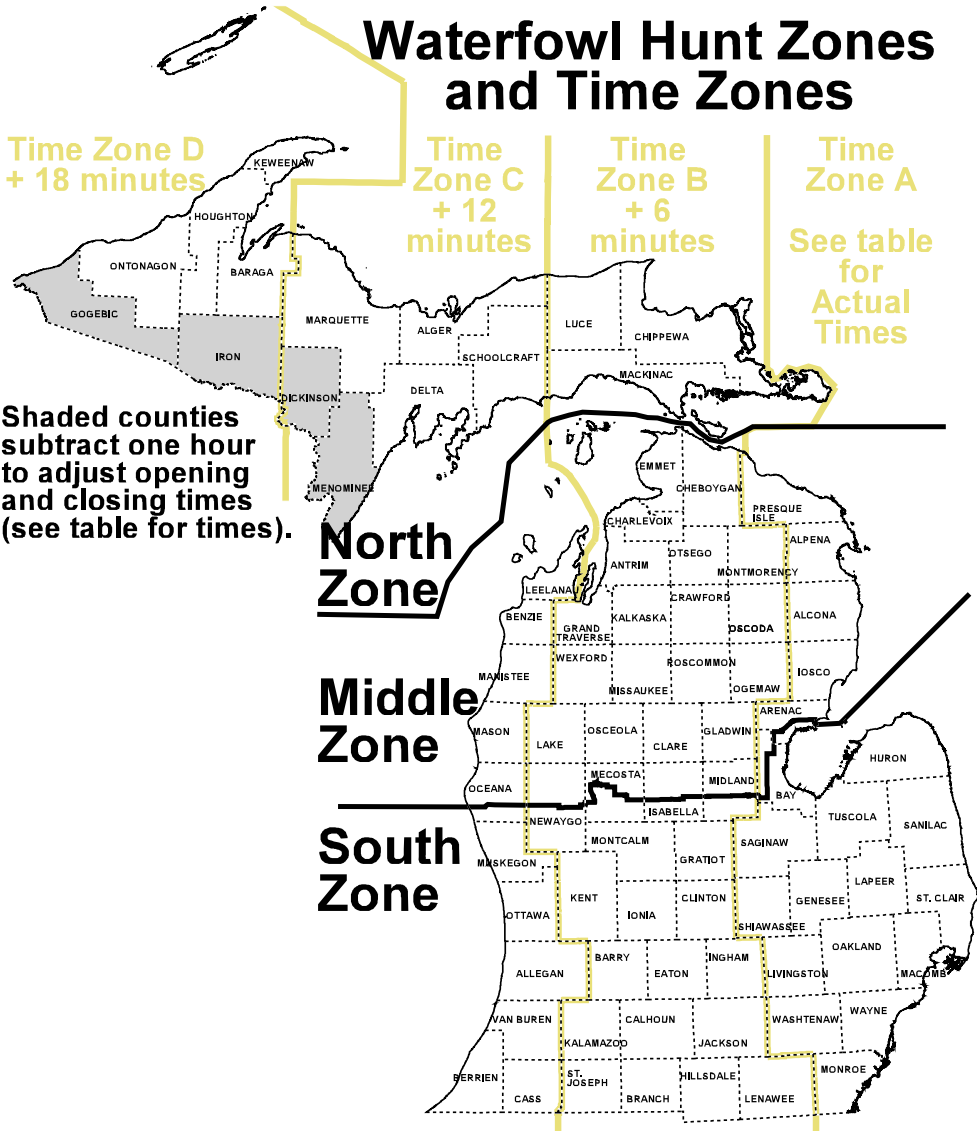 Waterfowl Hunt Zones
and Time Zones
Time Zone D
+ 18 minutes
Time
Zone C
+ 12
minutes
Time
Zone B
+ 6
minutes
Time
Zone A
See table
for
Actual
Times
KEWEENAW
HOUGHTON
ONTONAGON
BARAGA
GOGEBIC
MARQUETTE
ALGER
LUCE
CHIPPEWA
IRON
SCHOOLCRAFT
MACKINAC
DICKINSON
DELTA
MENOMINEE
Shaded counties
subtract one hour
to adjust opening
and closing times
(see table for times).
North
Zone
EMMET
CHEBOYGAN
PRESQUE
ISLE
CHARLEVOIX
ALPENA
ANTRIM
OTSEGO
MONTMORENCY
LEELANAU
BENZIE
GRAND
TRAVERSE
KALKASKA
CRAWFORD
OSCODA
ALCONA
WEXFORD
MANISTEE
MISSAUKEE
ROSCOMMON
OGEMAW
IOSCO
Middle
Zone
ARENAC
MASON
LAKE
OSCEOLA
CLARE
GLADWIN
HURON
OCEANA
MECOSTA
MIDLAND
BAY
NEWAYGO
ISABELLA
TUSCOLA
SANILAC
South
Zone
MUSKEGON
MONTCALM
GRATIOT
SAGINAW
LAPEER
OTTAWA
KENT
IONIA
CLINTON
SHIAWASSEE
GENESEE
ST. CLAIR
ALLEGAN
BARRY
EATON
INGHAM
LIVINGSTON
OAKLAND
MACOMB
VAN BUREN
KALAMAZOO
CALHOUN
JACKSON
WASHTENAW
WAYNE
BERRIEN
CASS
ST.
JOSEPH
BRANCH
HILLSDALE
LENAWEE
MONROE